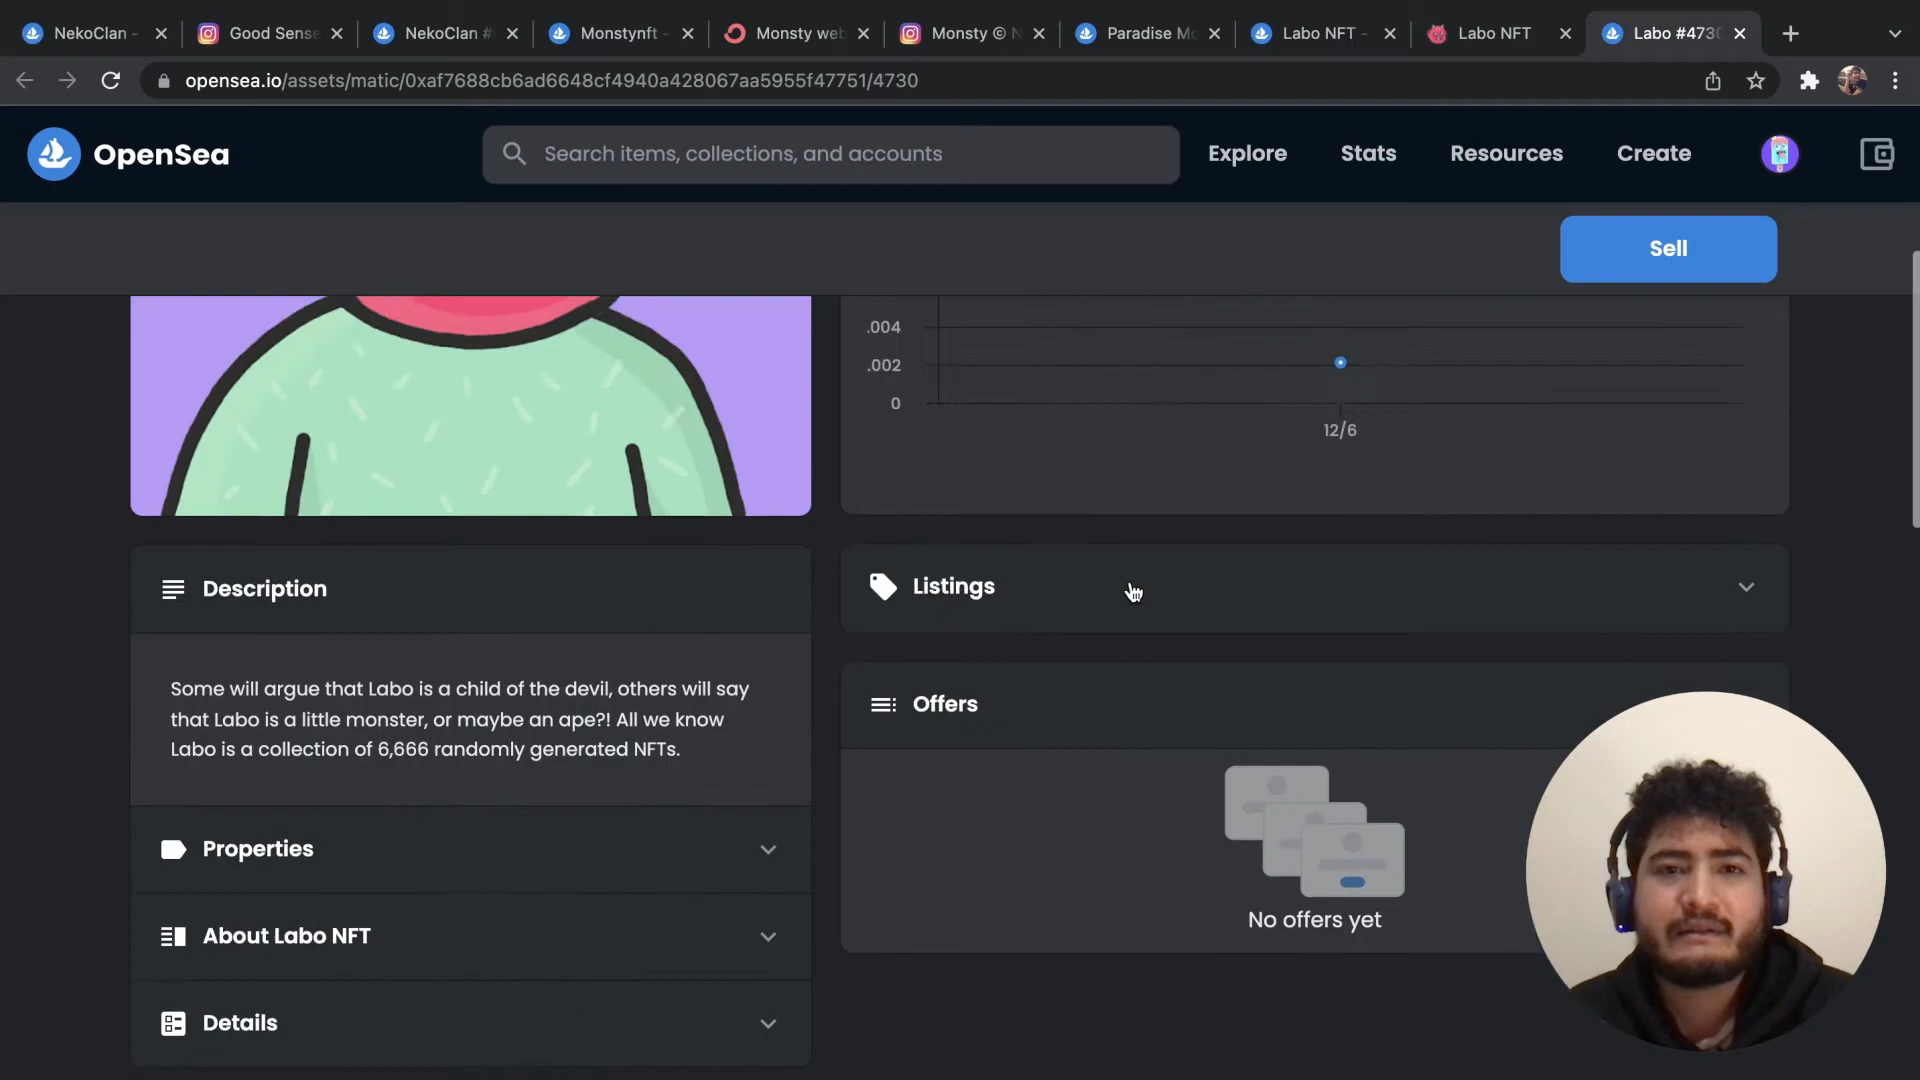 NekoClan -
Good Sense
NekoClan #
Monstynft -
Monsty web
Monsty © N
Paradise Mo
Labo NFT -
Labo NFT
Labo #4730
opensea.io/assets/matic/0xaf7688cb6ad6648cf4940a428067aa5955f47751/4730
OpenSea
Search items, collections, and accounts
Explore
Stats
Resources
Create
Sell
.004
.002
0
12/6
Description
Some will argue that Labo is a child of the devil, others will say
that Labo is a little monster, or maybe an ape?! All we know
Labo is a collection of 6,666 randomly generated NFTs.
Properties
About Labo NFT
Details
Listings
Offers
No offers yet